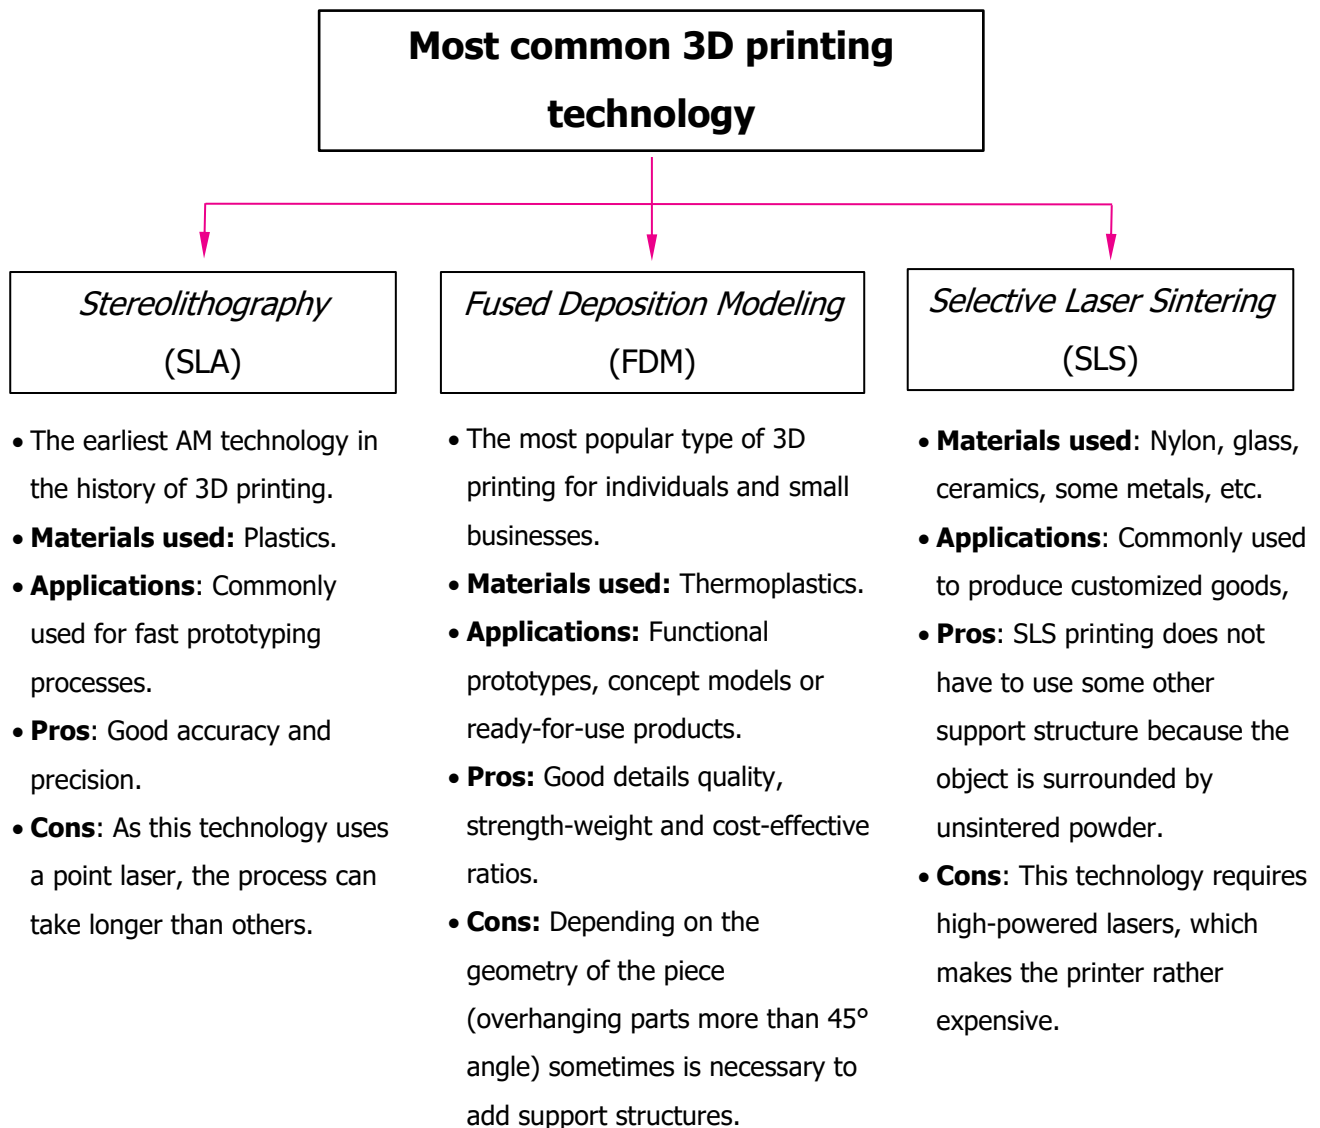 Most common 3D printing
technology
Stereolithography
(SLA)
• The earliest AM technology in
the history of 3D printing.
• Materials used: Plastics.
• Applications: Commonly
used for fast prototyping
processes.
• Pros: Good accuracy and
precision.
• Cons: As this technology uses
a point laser, the process can
take longer than others.
Fused Deposition Modeling
(FDM)
• The most popular type of 3D
printing for individuals and small
businesses.
• Materials used: Thermoplastics.
• Applications: Functional
prototypes, concept models or
ready-for-use products.
• Pros: Good details quality,
strength-weight and cost-effective
ratios.
• Cons: Depending on the
geometry of the piece
(overhanging parts more than 45°
angle) sometimes is necessary to
add support structures.
Selective Laser Sintering
(SLS)
• Materials used: Nylon, glass,
ceramics, some metals, etc.
• Applications: Commonly used
to produce customized goods,
• Pros: SLS printing does not
have to use some other
support structure because the
object is surrounded by
unsintered powder.
• Cons: This technology requires
high-powered lasers, which
makes the printer rather
expensive.